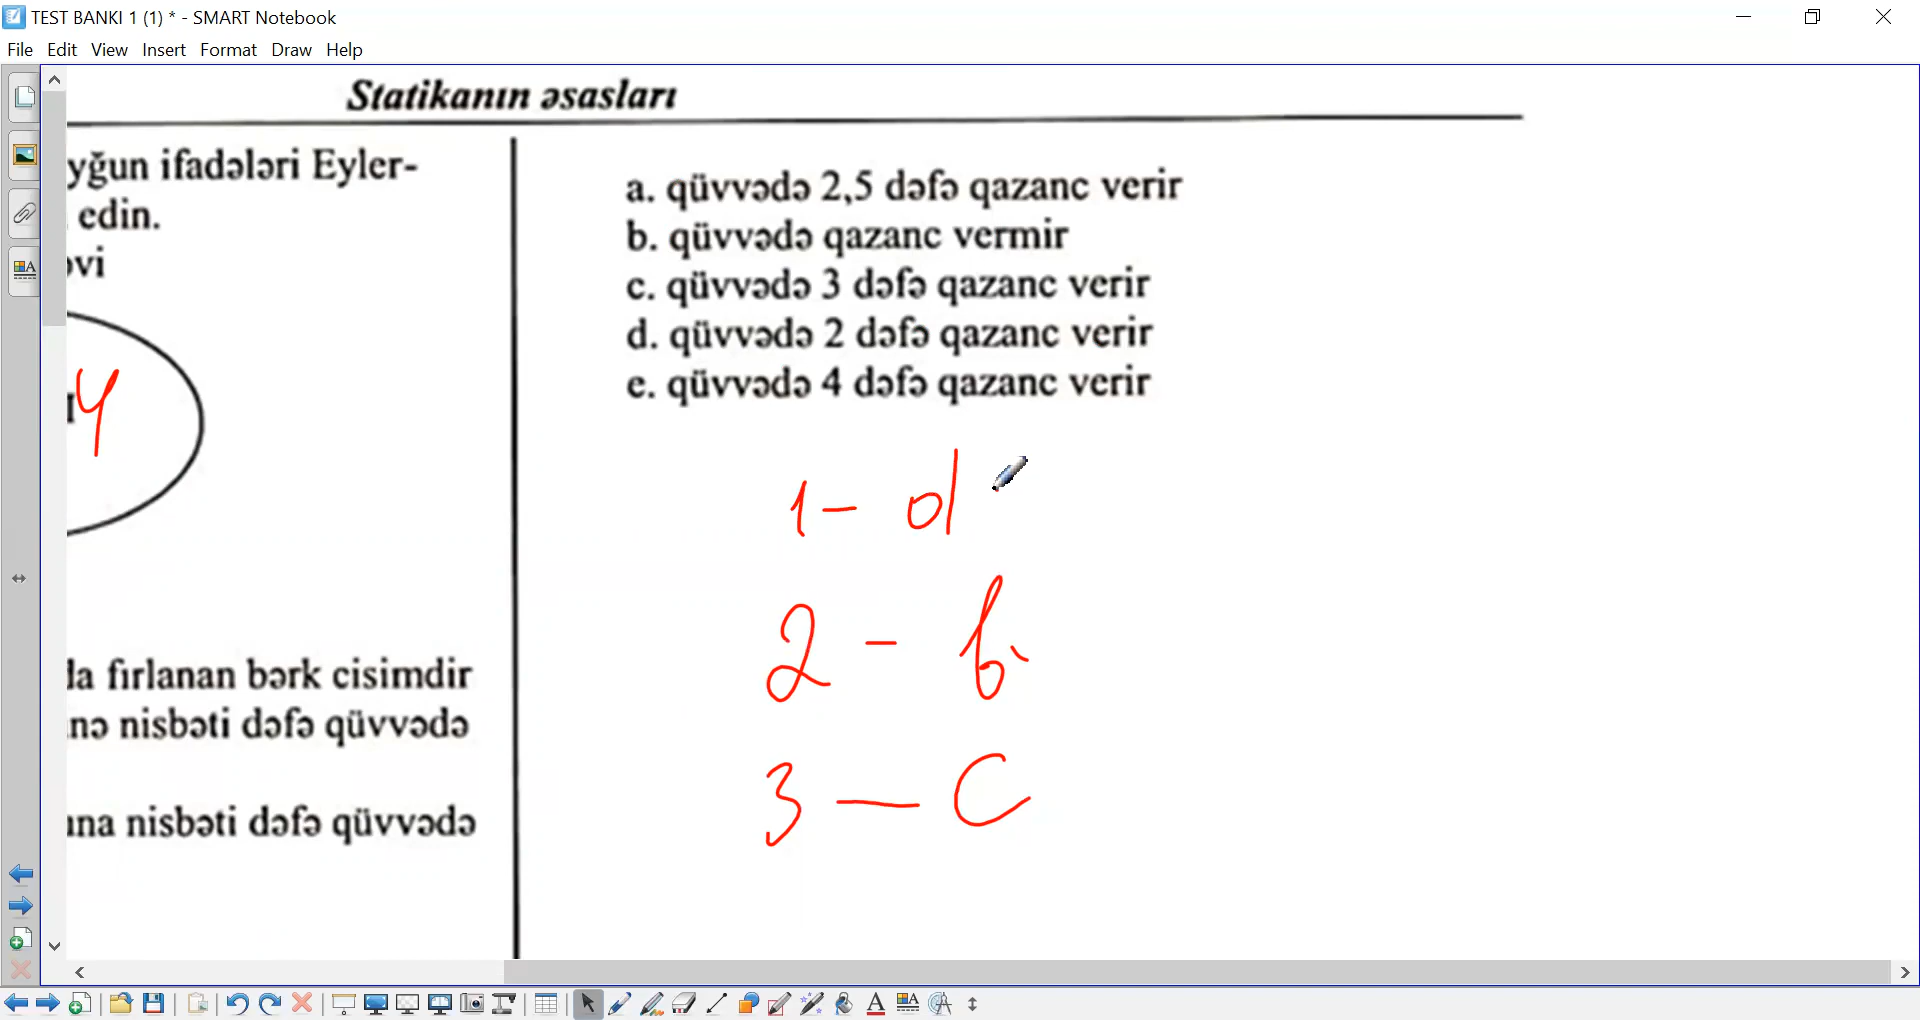 TEST BANKI 1 (1) * - SMART Notebook
File Edit View Insert Format Draw Help
Statikanın əsasları
yğun ifadələri Eyler-
edin.
əvi
4
la fırlanan bərk cisimdir
nə nisbəti dəfə qüvvədə
ına nisbəti dəfə qüvvədə
a. qüvvədə 2,5 dəfə qazanc verir
b. qüvvədə qazanc vermir
c. qüvvədə 3 dəfə qazanc verir
d. qüvvədə 2 dəfə qazanc verir
e. qüvvədə 4 dəfə qazanc verir
1 - d
2 - b
3 - c